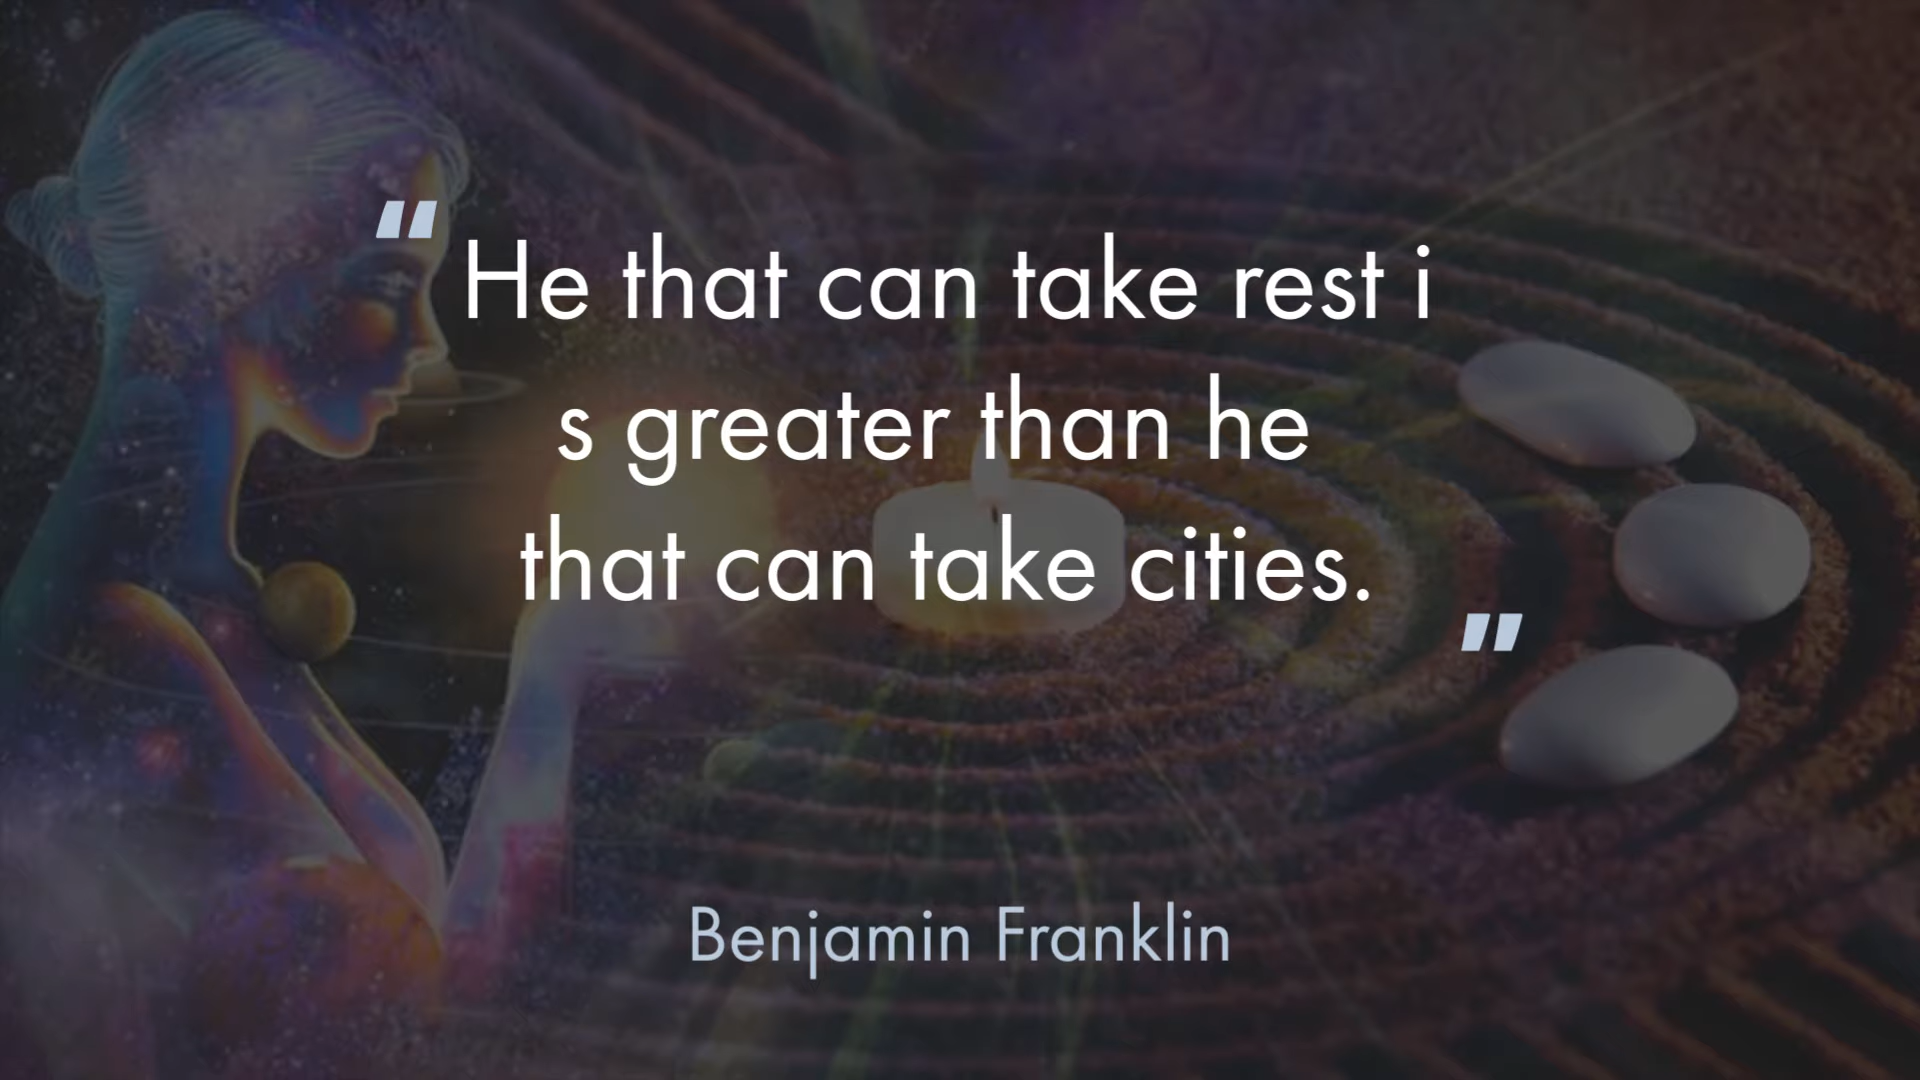 "He that can take rest i
s greater than he
that can take cities."
Benjamin Franklin